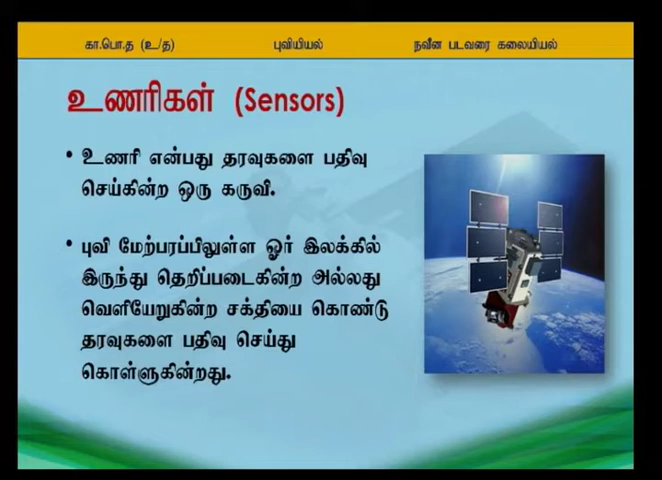 கா.பொ.த (உ/த) புவியியல் நவீன படவரை கலையியல்
உணரிகள் (Sensors)
• உணரி என்பது தரவுகளை பதிவு
செய்கின்ற ஒரு கருவி.
• புவி மேற்பரப்பிலுள்ள ஓர் இலக்கில்
இருந்து தெறிப்படைகின்ற அல்லது
வெளியேறுகின்ற சக்தியை கொண்டு
தரவுகளை பதிவு செய்து
கொள்ளுகின்றது.